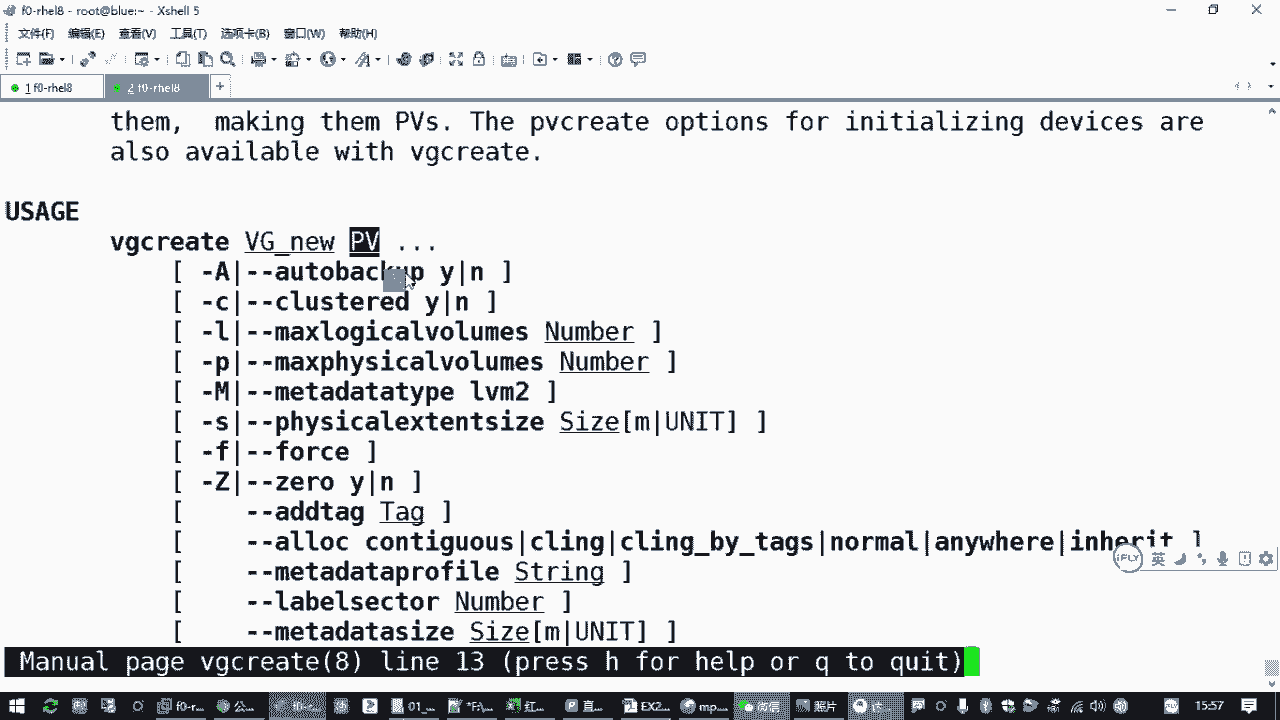 f0-rhel8 - root@blue:~ - Xshell 5
文件(F) 编辑(E) 查看(V) 工具(T) 选项卡(B) 窗口(W) 帮助(H)
1 f0-rhel8 2 f0-rhel8 +
them,  making them PVs. The pvcreate options for initializing devices are
also available with vgcreate.
USAGE
vgcreate VG_new PV ...
[ -A|--autobackup y|n ]
[ -c|--clustered y|n ]
[ -l|--maxlogicalvolumes Number ]
[ -p|--maxphysicalvolumes Number ]
[ -M|--metadatatype lvm2 ]
[ -s|--physicalextentsize Size[m|UNIT] ]
[ -f|--force ]
[ -Z|--zero y|n ]
[    --addtag Tag ]
[    --alloc contiguous|cling|cling_by_tags|normal|anywhere|inherit ]
iFLY 英
[    --metadataprofile String ]
[    --labelsector Number ]
[    --metadatasize Size[m|UNIT] ]
Manual page vgcreate(8) line 13 (press h for help or q to quit)
f0-r... 公... 01_... 红... 直... EX2... mp... 照片 15:57